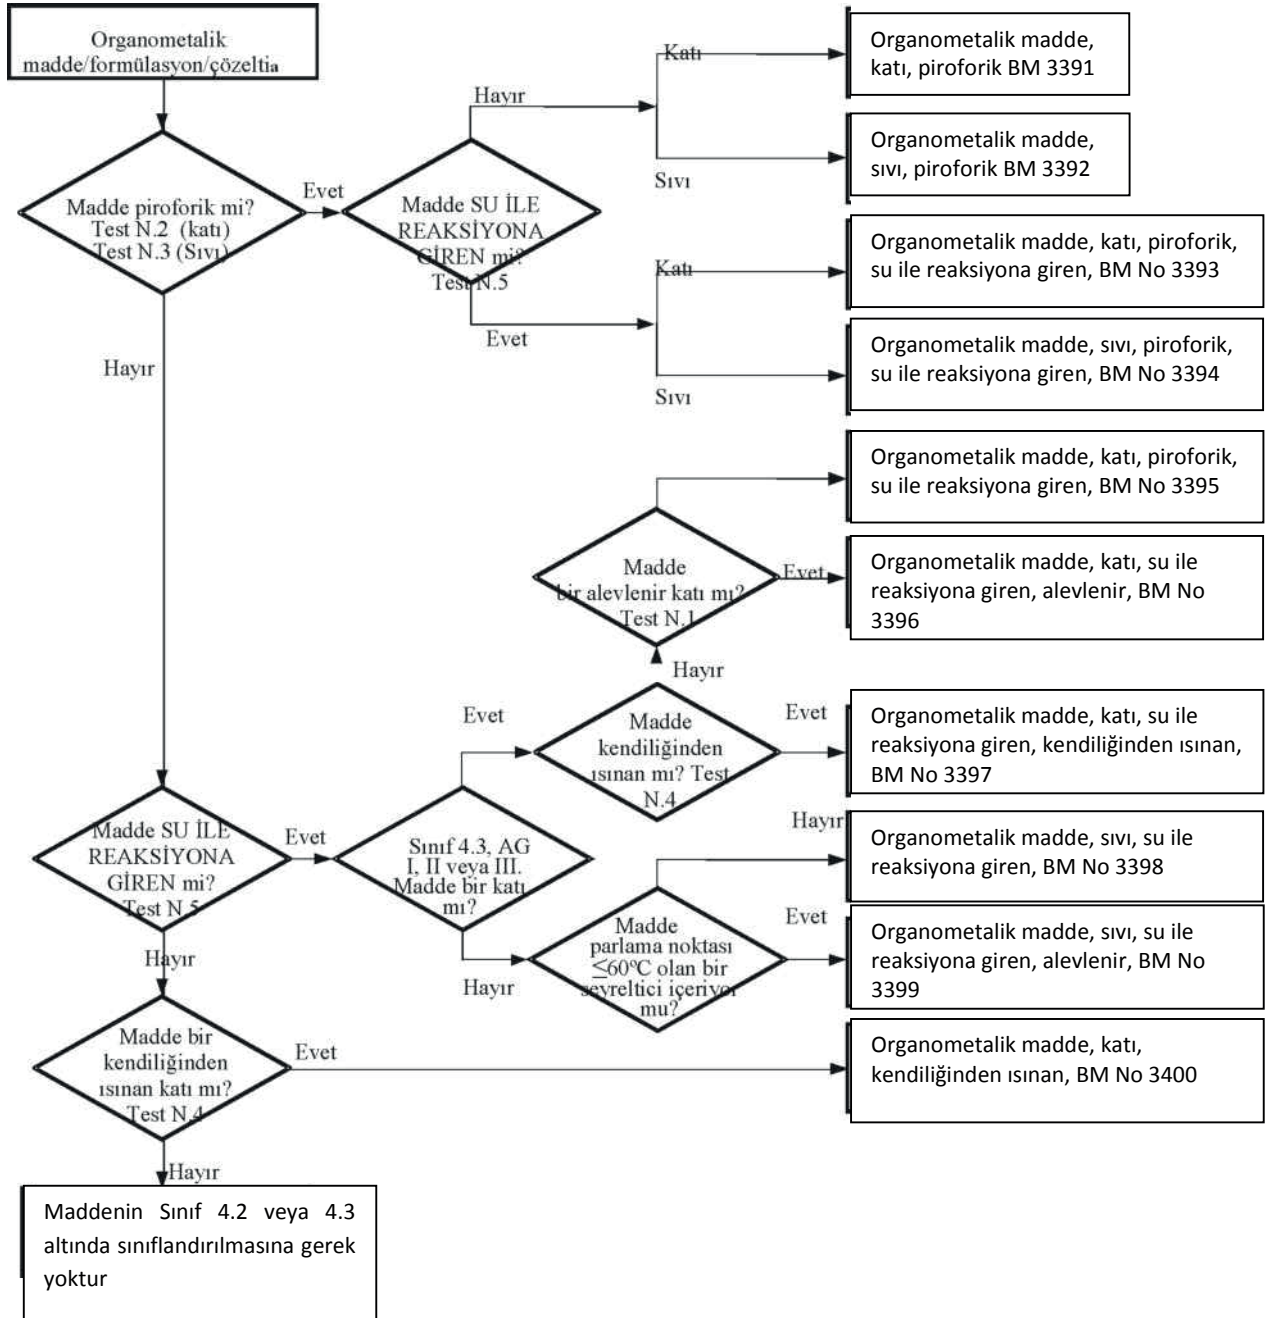 Organometalik
madde/formülasyon/çözeltia
Katı
Organometalik madde,
katı, piroforik BM 3391
Hayır
Organometalik madde,
sıvı, piroforik BM 3392
Sıvı
Evet
Madde piroforik mi?
Test N.2 (katı)
Test N.3 (Sıvı)
Madde SU İLE
REAKSİYONA
GİREN mi?
Test N.5
Katı
Organometalik madde, katı, piroforik,
su ile reaksiyona giren, BM No 3393
Evet
Organometalik madde, sıvı, piroforik,
su ile reaksiyona giren, BM No 3394
Sıvı
Hayır
Organometalik madde, katı, piroforik,
su ile reaksiyona giren, BM No 3395
Madde
bir alevlenir katı mı?
Test N.1
Evet
Organometalik madde, katı, su ile
reaksiyona giren, alevlenir, BM No
3396
Hayır
Evet
Madde
kendiliğinden
ısınan mı? Test
N.4
Evet
Organometalik madde, katı, su ile
reaksiyona giren, kendiliğinden ısınan,
BM No 3397
Madde SU İLE
REAKSİYONA
GİREN mi?
Test N.5
Evet
Sınıf 4.3, AG
I, II veya III.
Madde bir katı
mı?
Hayır
Organometalik madde, sıvı, su ile
reaksiyona giren, BM No 3398
Hayır
Madde
parlama noktası
≤60ºC olan bir
seyreltici içeriyor
mu?
Evet
Organometalik madde, sıvı, su ile
reaksiyona giren, alevlenir, BM No
3399
Hayır
Madde bir
kendiliğinden
ısınan katı mı?
Test N.4
Evet
Organometalik madde, katı,
kendiliğinden ısınan, BM No 3400
Hayır
Maddenin Sınıf 4.2 veya 4.3
altında sınıflandırılmasına gerek
yoktur